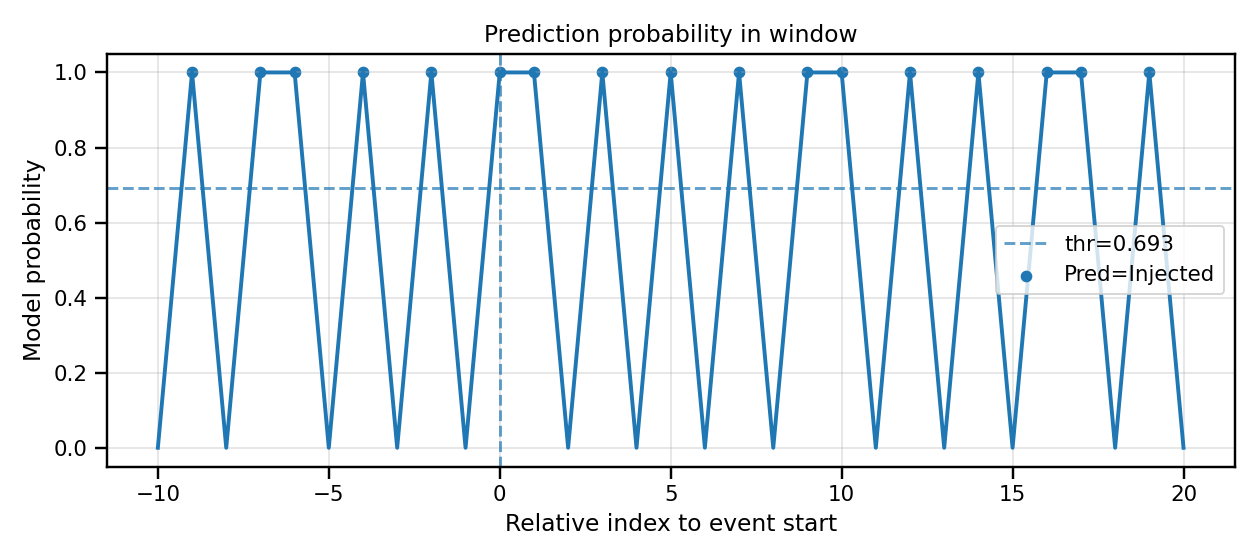 Prediction probability in window
Model probability
1.0
0.8
0.6
0.4
0.2
0.0
thr=0.693
Pred=Injected
−10
−5
0
5
10
15
20
Relative index to event start